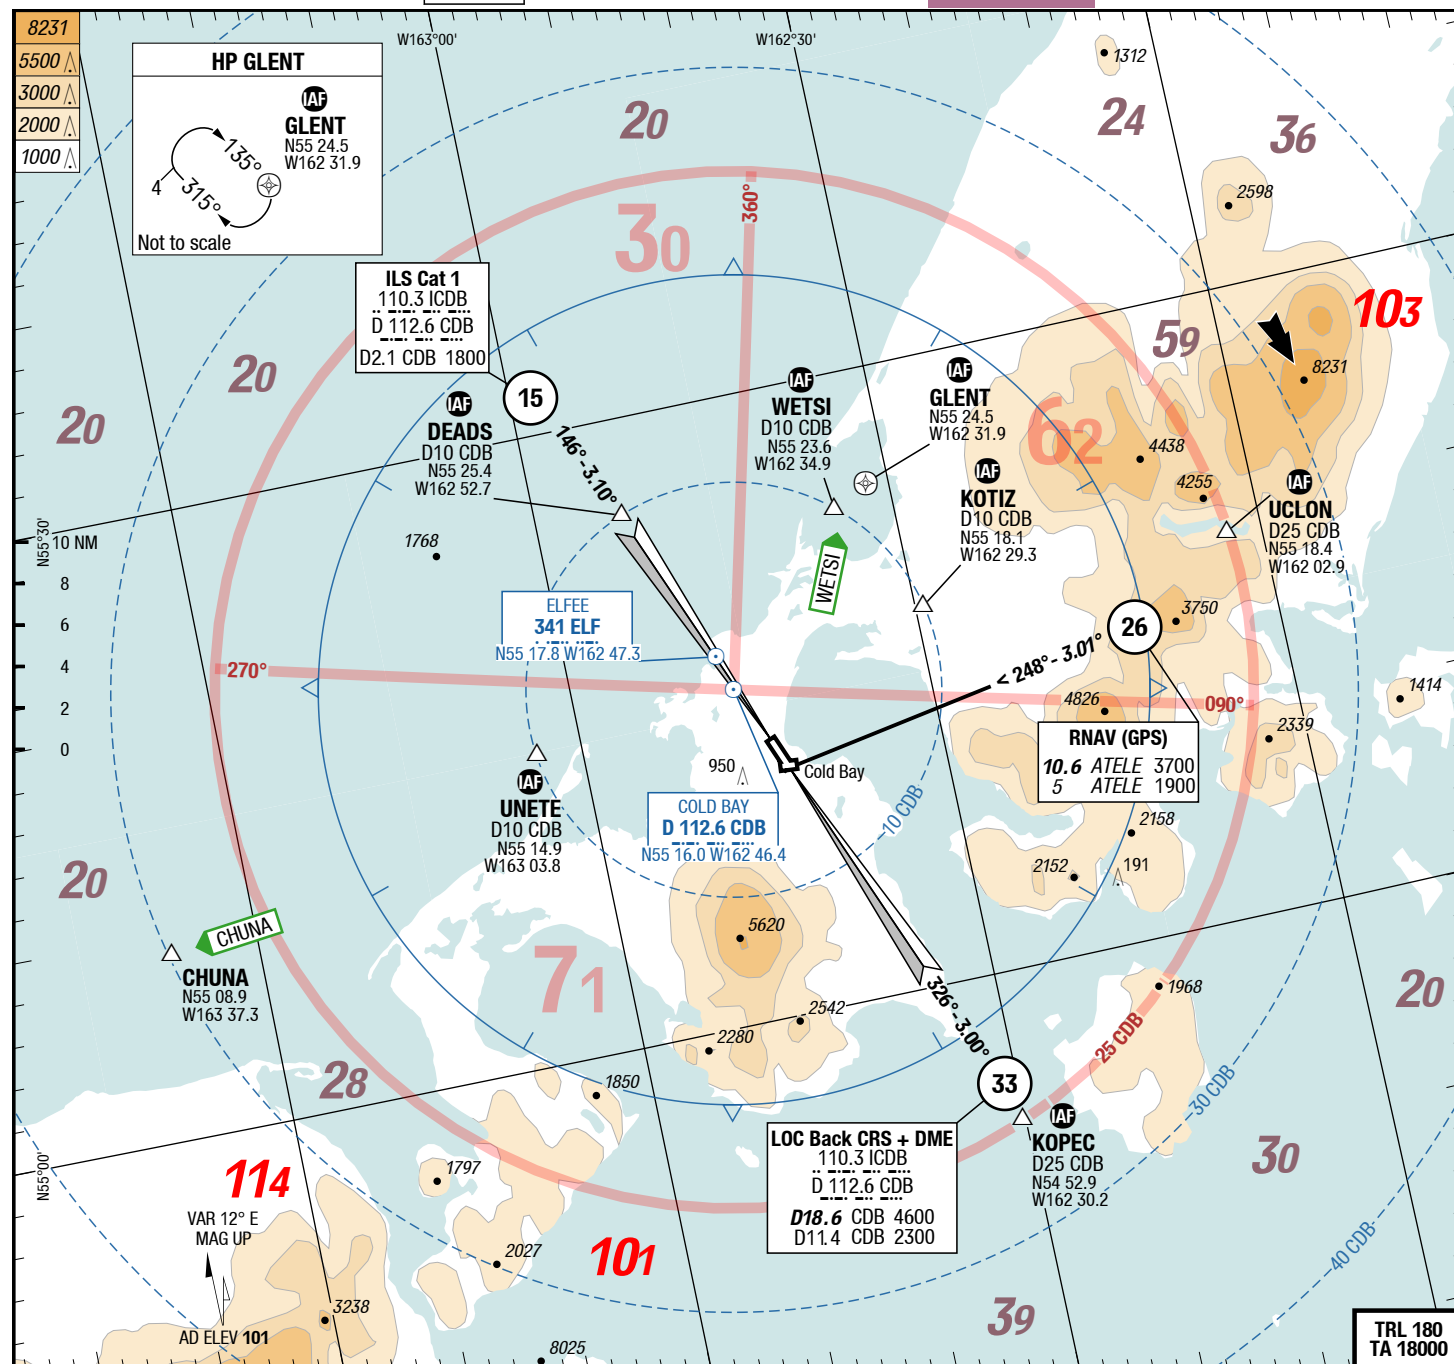 8231
5500
3000
2000
1000
W163°00'
W162°30'
HP GLENT
IAF
GLENT
N55 24.5
W162 31.9
135°
315°
4
Not to scale
1312
24
36
20
2598
360°
30
ILS Cat 1
110.3 ICDB
D 112.6 CDB
D2.1 CDB 1800
103
59
8231
20
20
15
146°-3.10°
IAF
DEADS
D10 CDB
N55 25.4
W162 52.7
IAF
WETSI
D10 CDB
N55 23.6
W162 34.9
IAF
GLENT
N55 24.5
W162 31.9
62
4438
4255
IAF
KOTIZ
D10 CDB
N55 18.1
W162 29.3
IAF
UCLON
D25 CDB
N55 18.4
W162 02.9
N55°30'
10 NM
8
6
4
2
0
1768
WETSI
ELFEE
341 ELF
N55 17.8 W162 47.3
3750
26
< 248°- 3.01°
270°
090°
4826
1414
2339
RNAV (GPS)
10.6 ATELE 3700
5 ATELE 1900
950
Cold Bay
10 CDB
IAF
UNETE
D10 CDB
N55 14.9
W163 03.8
COLD BAY
D 112.6 CDB
N55 16.0 W162 46.4
2158
2152
191
20
CHUNA
CHUNA
N55 08.9
W163 37.3
5620
71
2542
2280
326°-3.00°
1968
20
25 CDB
28
1850
33
30 CDB
LOC Back CRS + DME
110.3 ICDB
D 112.6 CDB
D18.6 CDB 4600
D11.4 CDB 2300
IAF
KOPEC
D25 CDB
N54 52.9
W162 30.2
30
N55°00'
114
1797
VAR 12° E
MAG UP
101
2027
40 CDB
3238
AD ELEV 101
39
8025
TRL 180
TA 18000